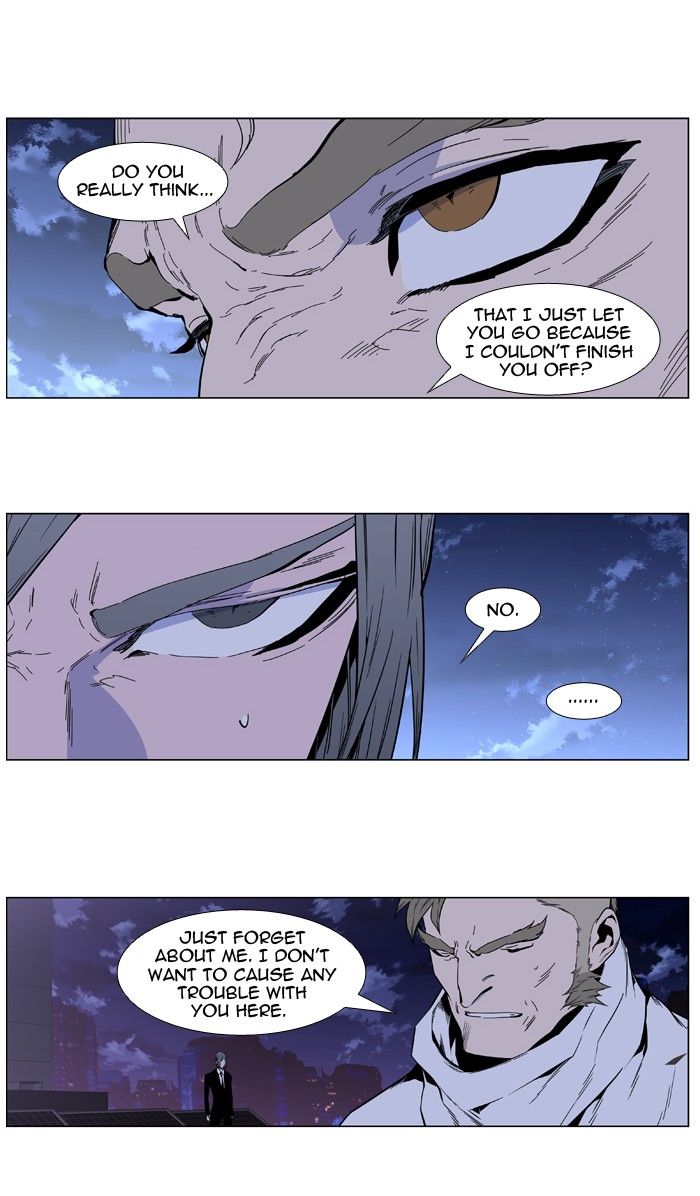 DO YOU
REALLY THINK...
THAT I JUST LET
YOU GO BECAUSE
I COULDN'T FINISH
YOU OFF?
NO.
......
JUST FORGET
ABOUT ME. I DON'T
WANT TO CAUSE ANY
TROUBLE WITH
YOU HERE.